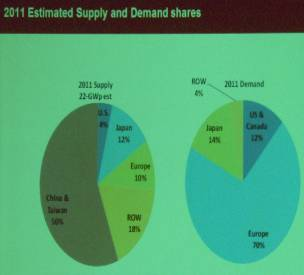 2011 Estimated Supply and Demand shares
2011 Supply
22-GWp est
U.S.
4%
Japan
12%
Europe
10%
ROW
18%
China &
Taiwan
56%
ROW
4%
2011 Demand
US &
Canada
12%
Japan
14%
Europe
70%